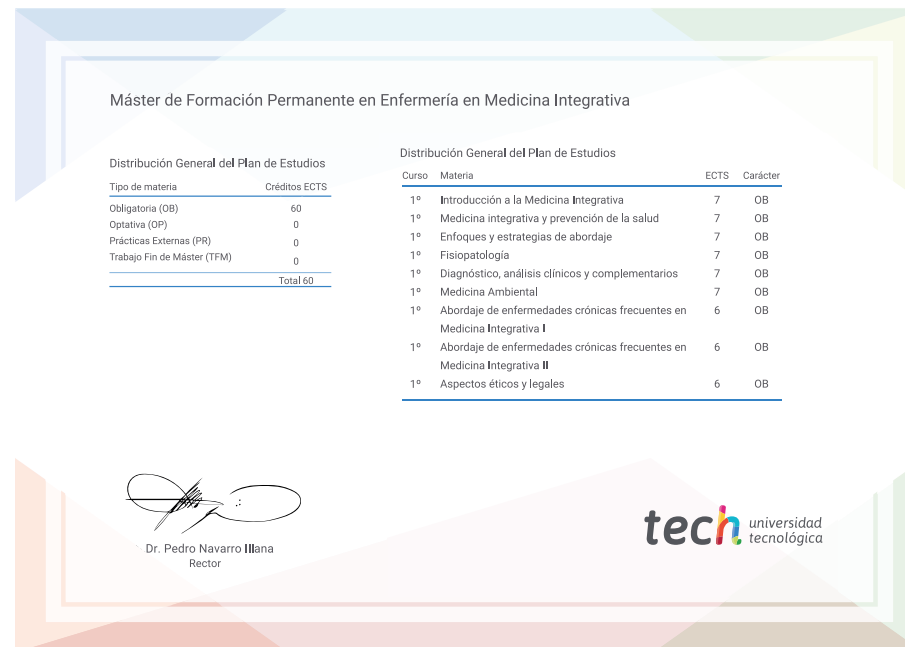 Máster de Formación Permanente en Enfermería en Medicina Integrativa
Distribución General del Plan de Estudios
Tipo de materia Créditos ECTS
Obligatoria (OB) 60
Optativa (OP) 0
Prácticas Externas (PR) 0
Trabajo Fin de Máster (TFM) 0
Total 60
Distribución General del Plan de Estudios
Curso Materia ECTS Carácter
1º Introducción a la Medicina Integrativa 7 OB
1º Medicina integrativa y prevención de la salud 7 OB
1º Enfoques y estrategias de abordaje 7 OB
1º Fisiopatología 7 OB
1º Diagnóstico, análisis clínicos y complementarios 7 OB
1º Medicina Ambiental 7 OB
1º Abordaje de enfermedades crónicas frecuentes en 6 OB
Medicina Integrativa I
1º Abordaje de enfermedades crónicas frecuentes en 6 OB
Medicina Integrativa II
1º Aspectos éticos y legales 6 OB
Dr. Pedro Navarro Illana
Rector
tech universidad
tecnológica